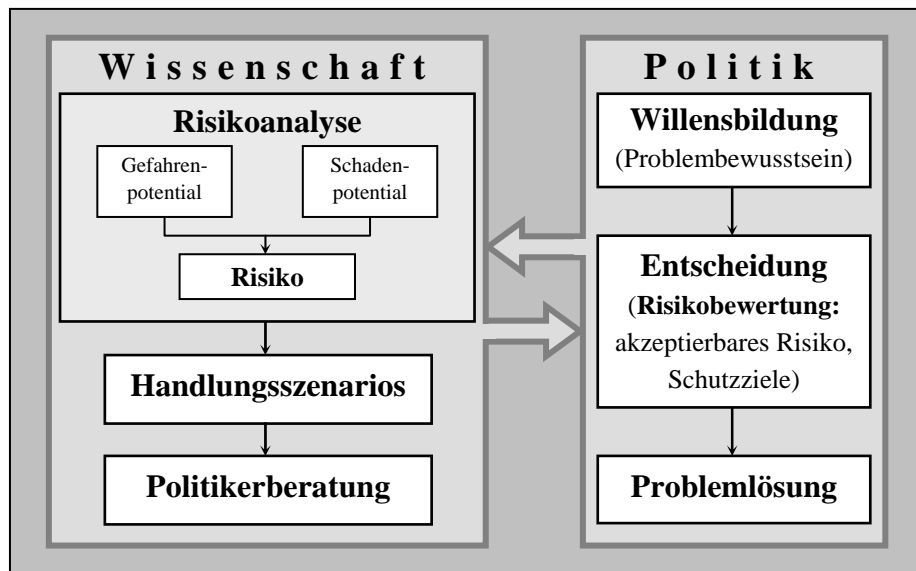 Wissenschaft
Risikoanalyse
Gefahren-
potential
Schaden-
potential
Risiko
Handlungsszenarios
Politikerberatung
Politik
Willensbildung
(Problembewusstsein)
Entscheidung
(Risikobewertung:
akzeptierbares Risiko,
Schutzziele)
Problemlösung